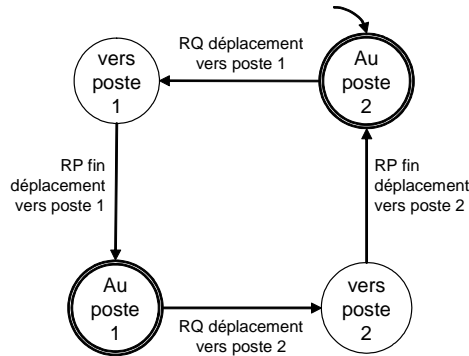 vers
poste
1
RQ déplacement
vers poste 1
Au
poste
2
RP fin
déplacement
vers poste 1
RP fin
déplacement
vers poste 2
Au
poste
1
RQ déplacement
vers poste 2
vers
poste
2